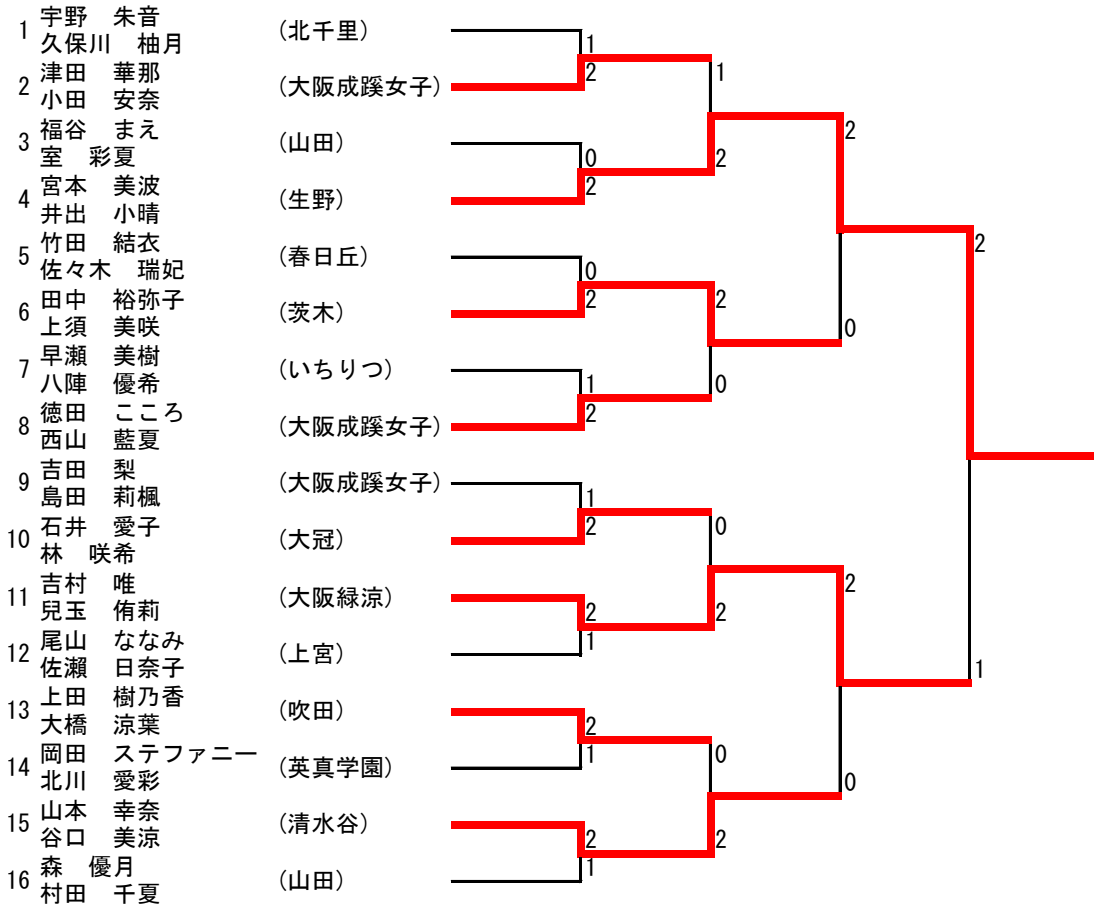 1 宇野　朱音
久保川　柚月 (北千里)
2 津田　華那
小田　安奈 (大阪成蹊女子)
3 福谷　まえ
室　彩夏 (山田)
4 宮本　美波
井出　小晴 (生野)
5 竹田　結衣
佐々木　瑞妃 (春日丘)
6 田中　裕弥子
上須　美咲 (茨木)
7 早瀬　美樹
八陣　優希 (いちりつ)
8 徳田　こころ
西山　藍夏 (大阪成蹊女子)
9 吉田　梨
島田　莉楓 (大阪成蹊女子)
10 石井　愛子
林　咲希 (大冠)
11 吉村　唯
兒玉　侑莉 (大阪緑涼)
12 尾山　ななみ
佐瀬　日奈子 (上宮)
13 上田　樹乃香
大橋　涼葉 (吹田)
14 岡田　ステファニー
北川　愛彩 (英真学園)
15 山本　幸奈
谷口　美涼 (清水谷)
16 森　優月
村田　千夏 (山田)
1
2
0
2
0
2
1
2
1
2
2
1
2
1
2
1
1
2
2
0
0
2
0
2
2
0
2
0
2
1